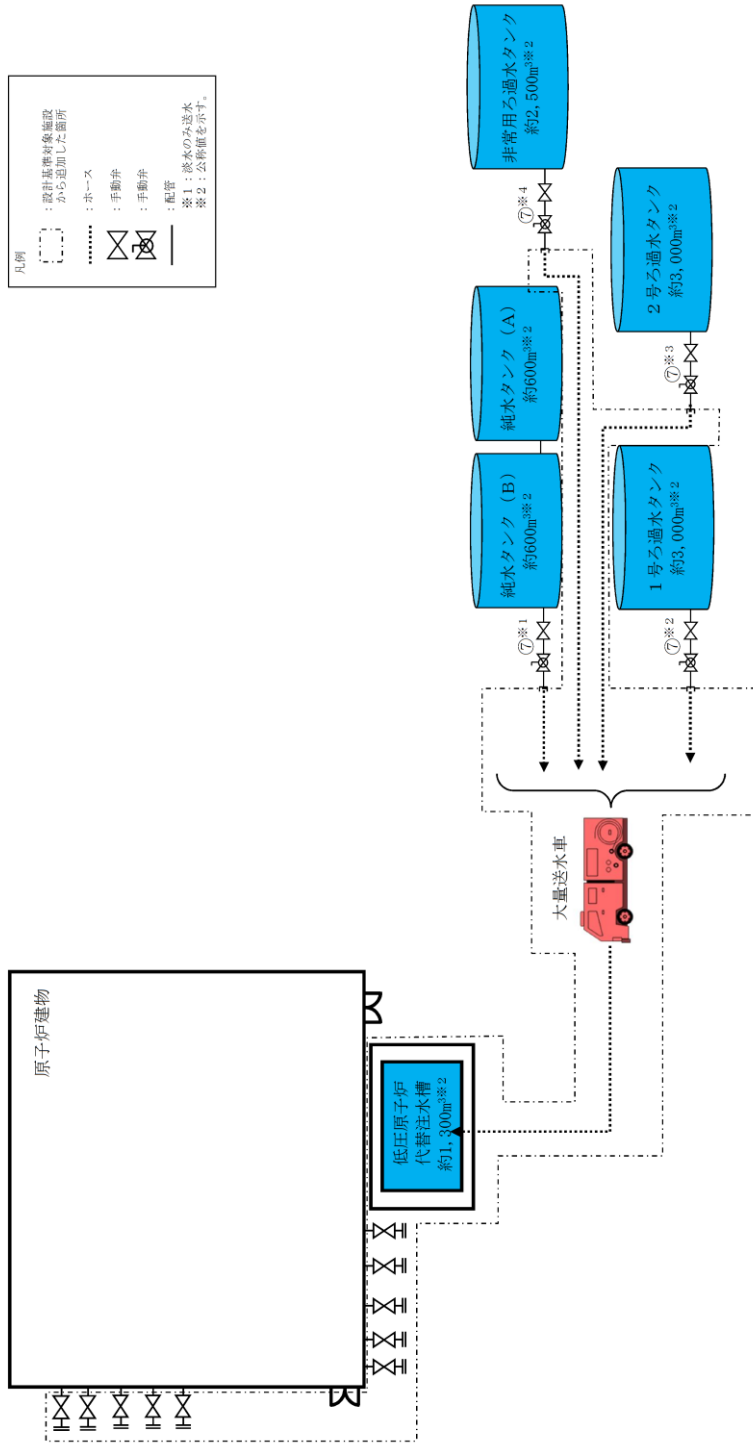 凡例
：設計基準対象施設
から追加した箇所
：ホース
：手動弁
：手動弁
：配管
※1：淡水のみ送水
※2：公称値を示す。
原子炉建物
低圧原子炉
代替注水槽
約1,300m³※2
大量送水車
⑦※1
純水タンク（B）
約600m³※2
純水タンク（A）
約600m³※2
⑦※4
非常用ろ過水タンク
約2,500m³※2
⑦※2
1号ろ過水タンク
約3,000m³※2
⑦※3
2号ろ過水タンク
約3,000m³※2